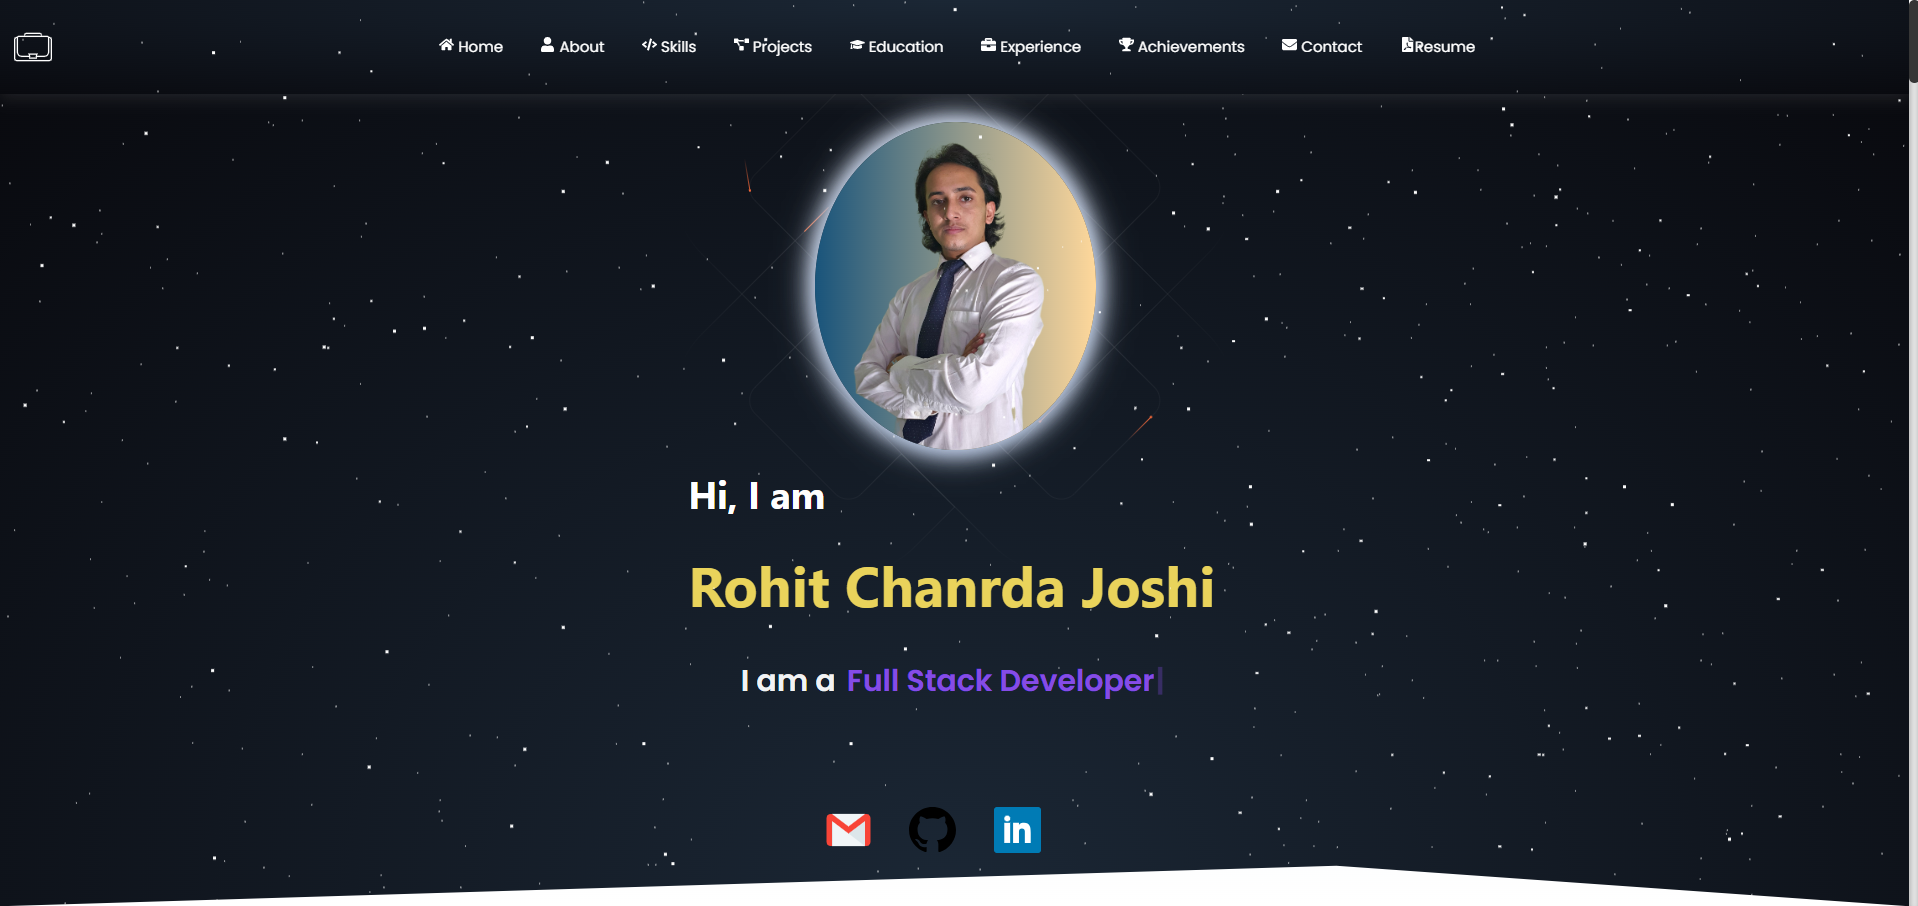 Home About Skills Projects Education Experience Achievements Contact Resume
Hi, I am
Rohit Chanrda Joshi
I am a Full Stack Developer
in